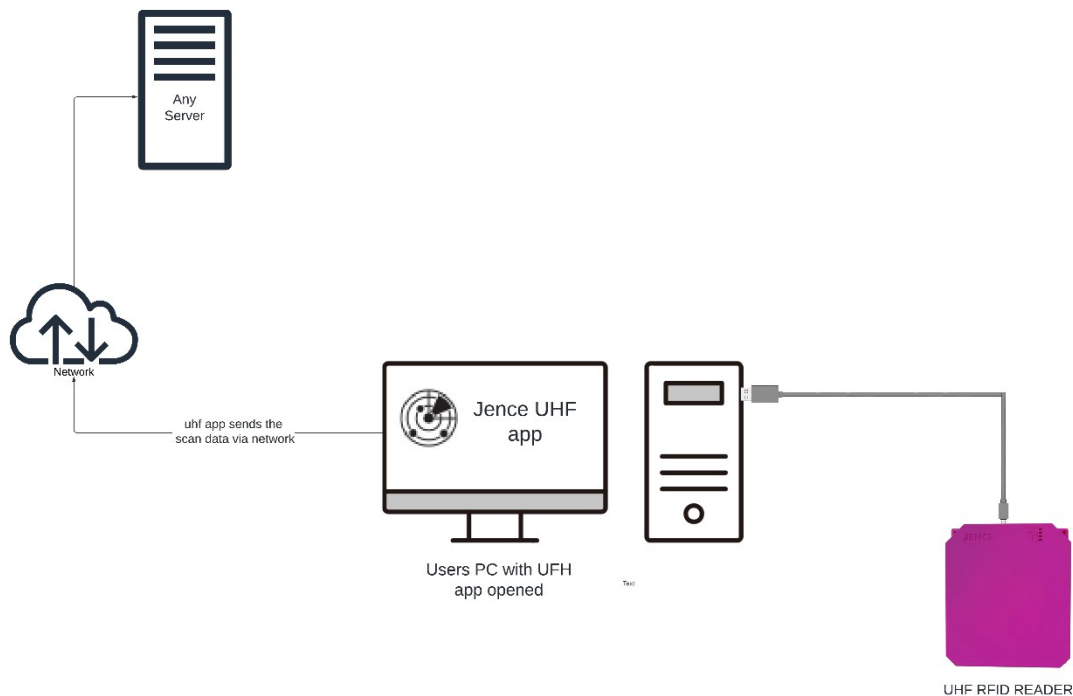 Any
Server
Network
uhf app sends the
scan data via network
Jence UHF
app
Users PC with UFH
app opened
Text
JENCE
UHF RFID READER